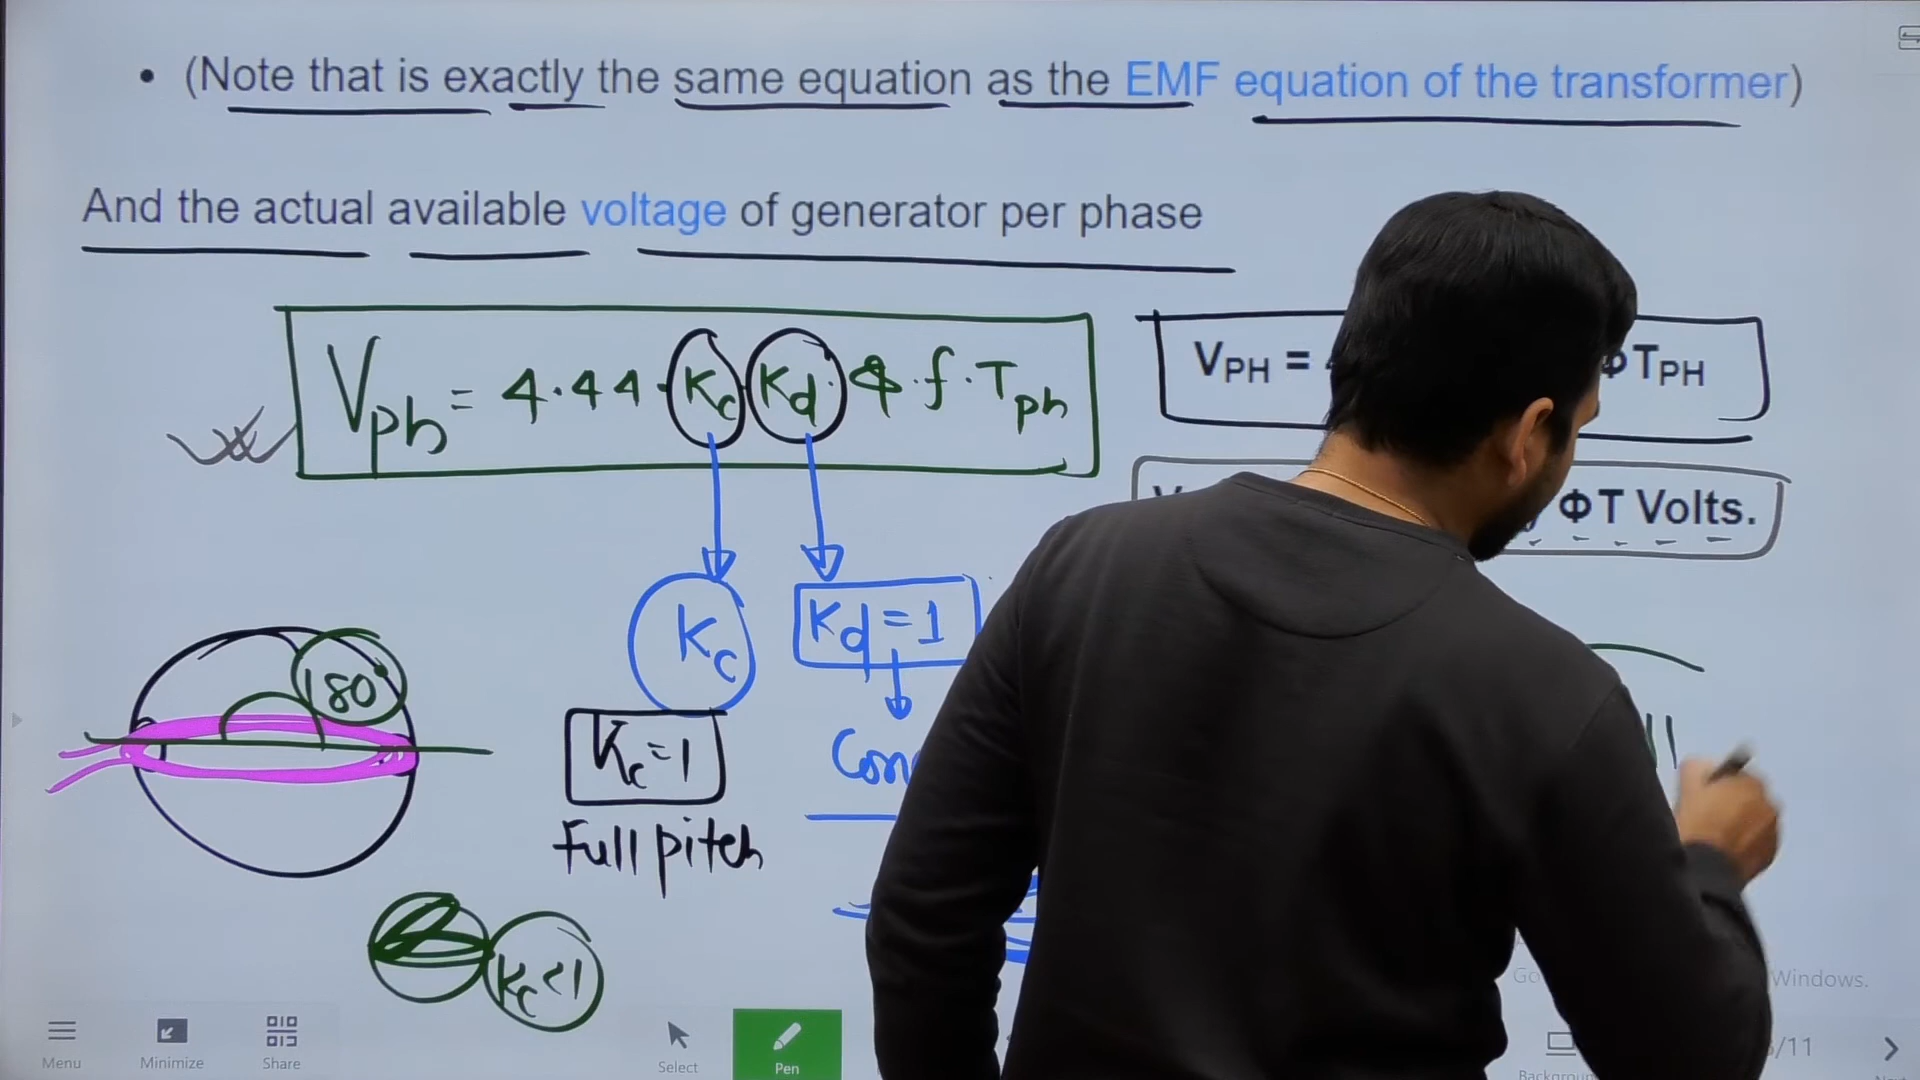 • (Note that is exactly the same equation as the EMF equation of the transformer)
And the actual available voltage of generator per phase
Vph = 4.44 · Kc · Kd · Φ · f · Tph
VPH = ΦTPH
ΦT Volts.
Kc
Kd = 1
180
Kc = 1
Full pitch
Kc < 1
Windows.
Menu
Minimize
Share
Select
Pen
/11